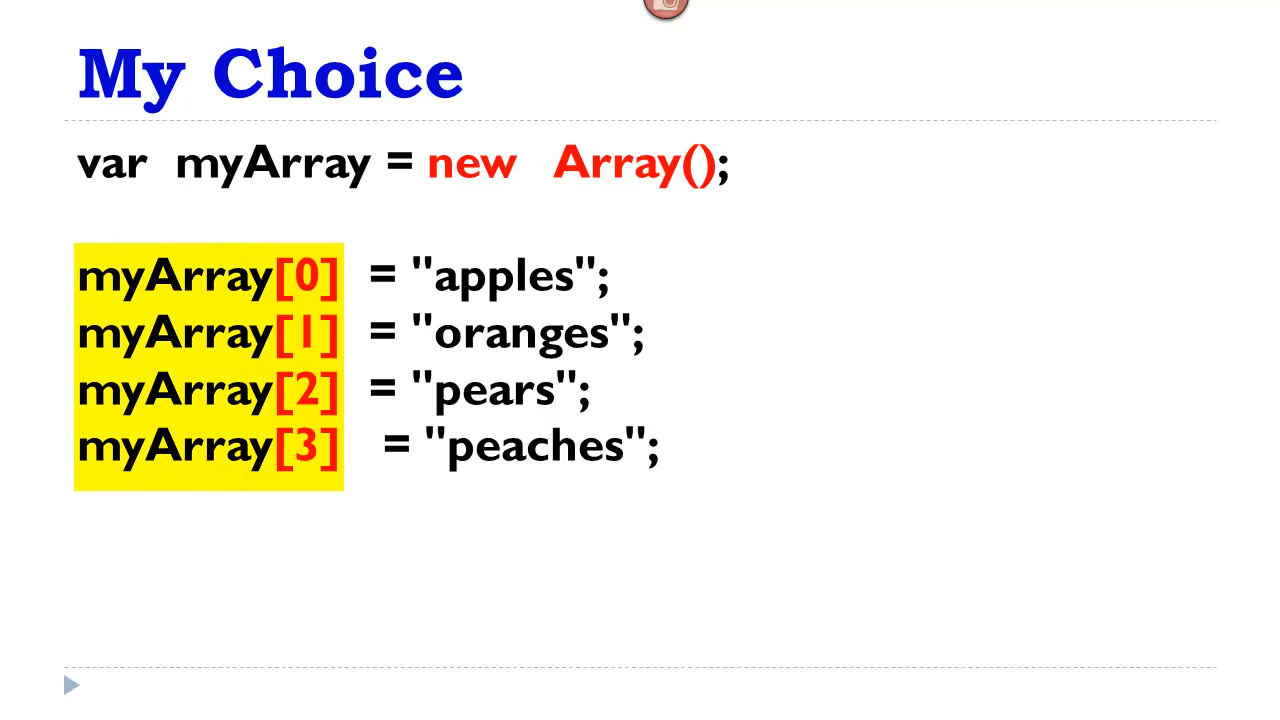 My Choice
var myArray = new Array();
myArray[0] = "apples";
myArray[1] = "oranges";
myArray[2] = "pears";
myArray[3] = "peaches";